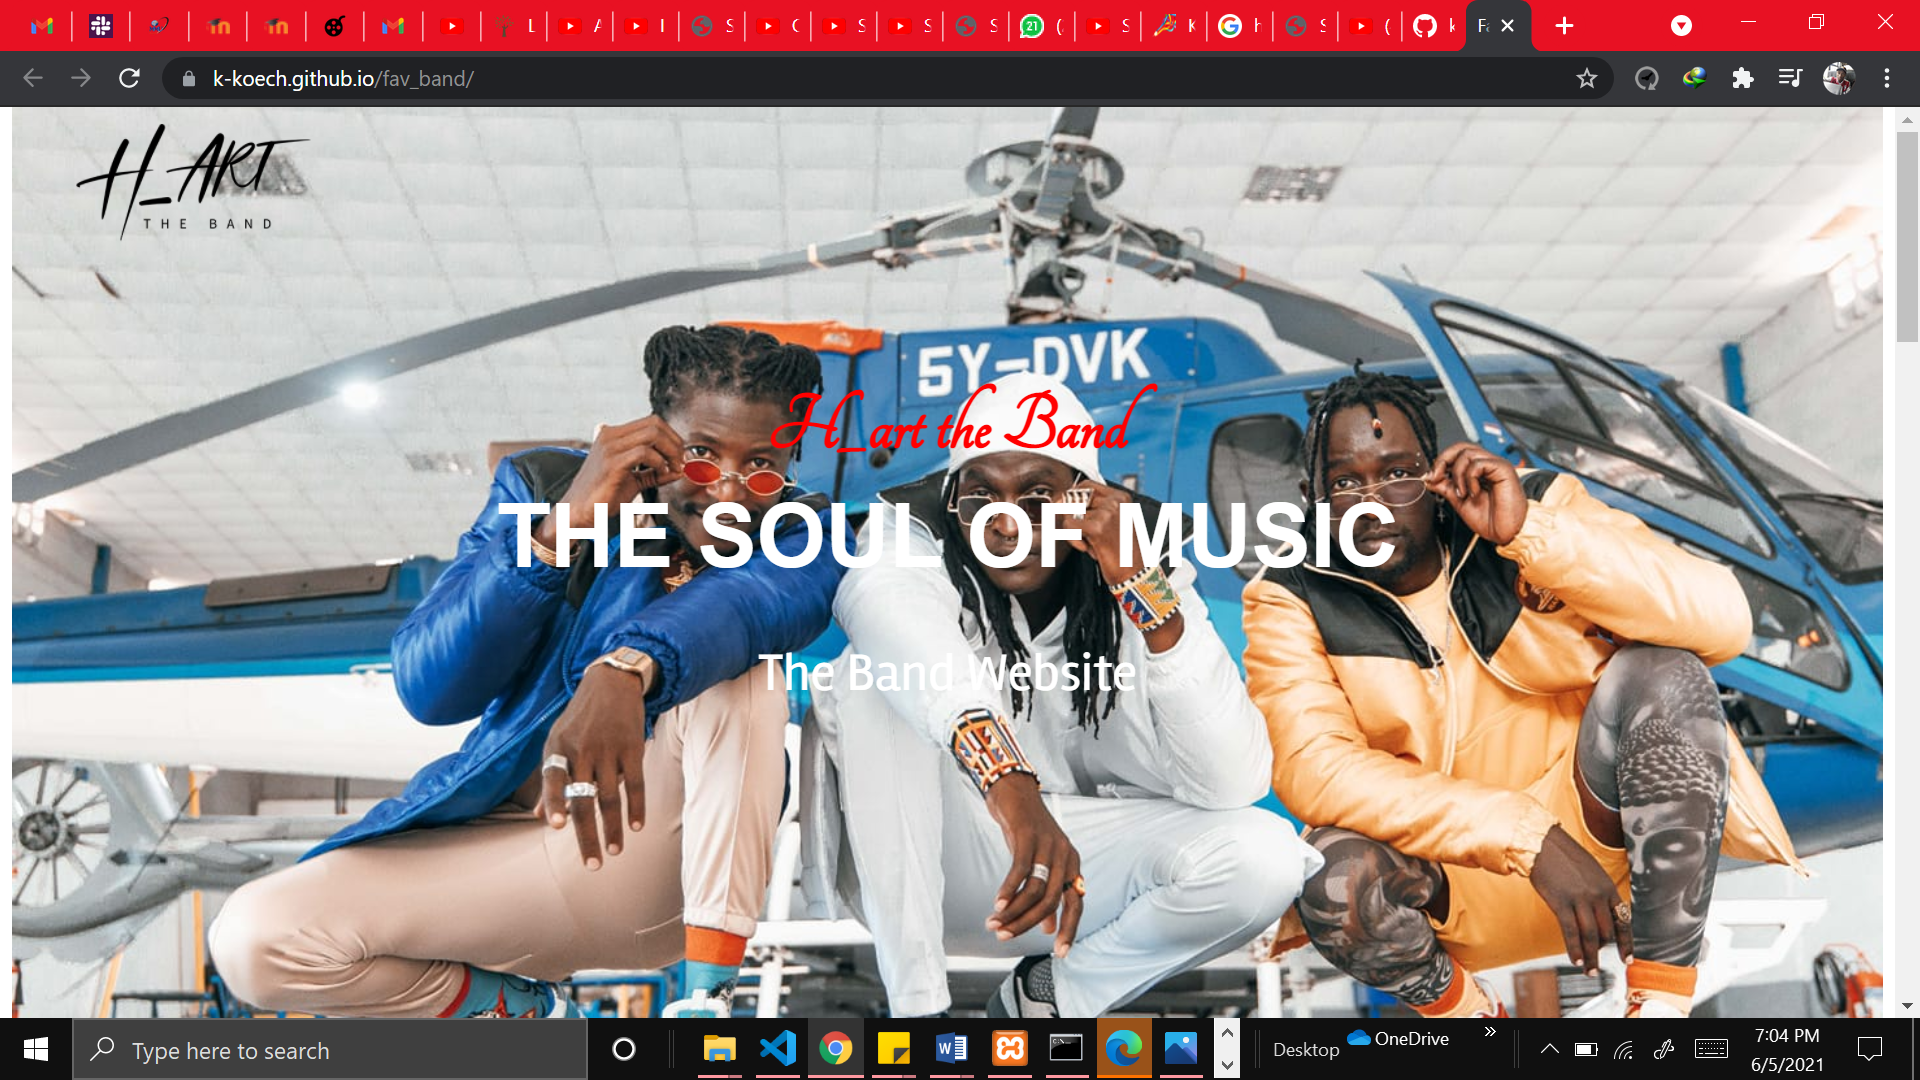 L
A
I
S
C
S
S
S
21
(
S
K
h
S
(
k
Fa
k-koech.github.io/fav_band/
H_ART
THE BAND
5Y-DVK
H_art the Band
THE SOUL OF MUSIC
The Band Website
Type here to search
Desktop
OneDrive
»
7:04 PM
6/5/2021